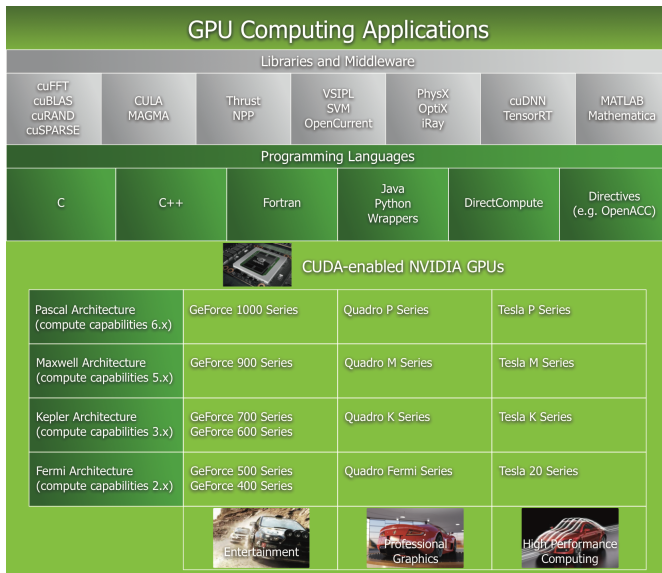 GPU Computing Applications
Libraries and Middleware
cuFFT
cuBLAS
cuRAND
cuSPARSE
CULA
MAGMA
Thrust
NPP
VSIPL
SVM
OpenCurrent
PhysX
OptiX
iRay
cuDNN
TensorRT
MATLAB
Mathematica
Programming Languages
C
C++
Fortran
Java
Python
Wrappers
DirectCompute
Directives
(e.g. OpenACC)
CUDA-enabled NVIDIA GPUs
Pascal Architecture
(compute capabilities 6.x)
GeForce 1000 Series
Quadro P Series
Tesla P Series
Maxwell Architecture
(compute capabilities 5.x)
GeForce 900 Series
Quadro M Series
Tesla M Series
Kepler Architecture
(compute capabilities 3.x)
GeForce 700 Series
GeForce 600 Series
Quadro K Series
Tesla K Series
Fermi Architecture
(compute capabilities 2.x)
GeForce 500 Series
GeForce 400 Series
Quadro Fermi Series
Tesla 20 Series
Entertainment
Professional
Graphics
High Performance
Computing